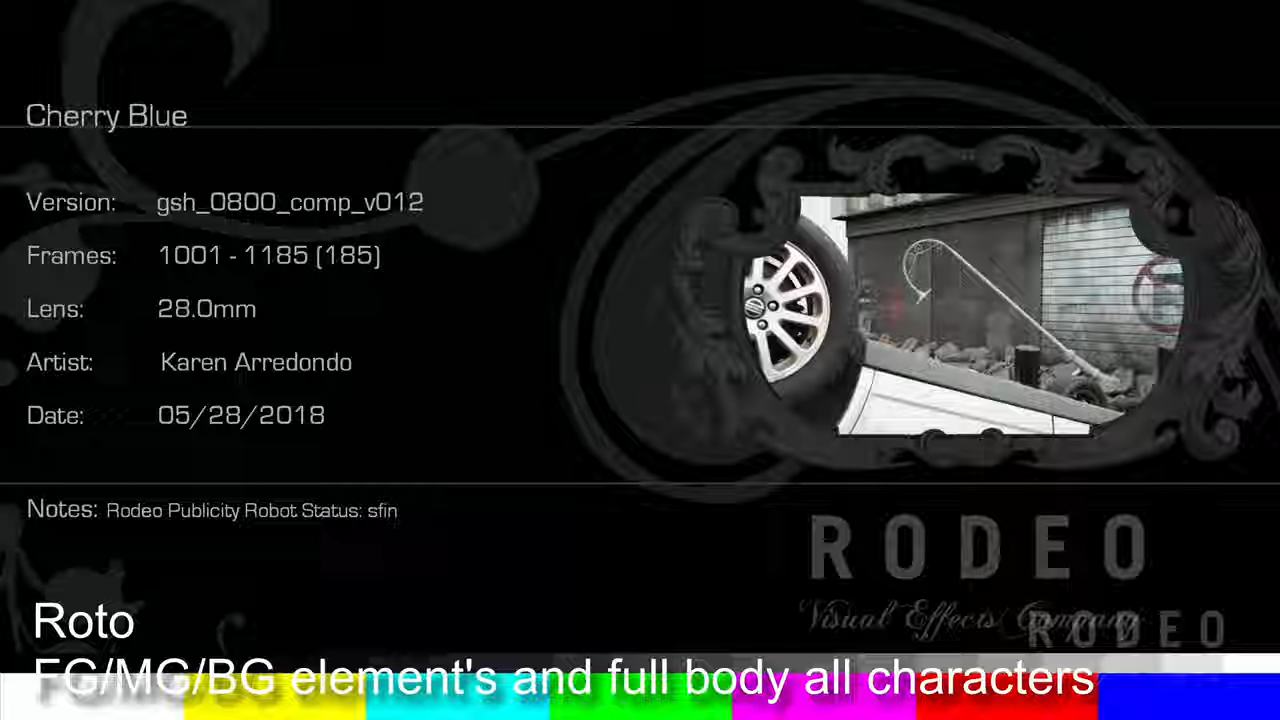 Cherry Blue
Version: gsh_0800_comp_v012
Frames: 1001 - 1185 (185)
Lens: 28.0mm
Artist: Karen Arredondo
Date: 05/28/2018
Notes: Rodeo Publicity Robot Status: sfin
RODEO
Visual Effects Company
RODEO
Roto
FG/MG/BG element's and full body all characters